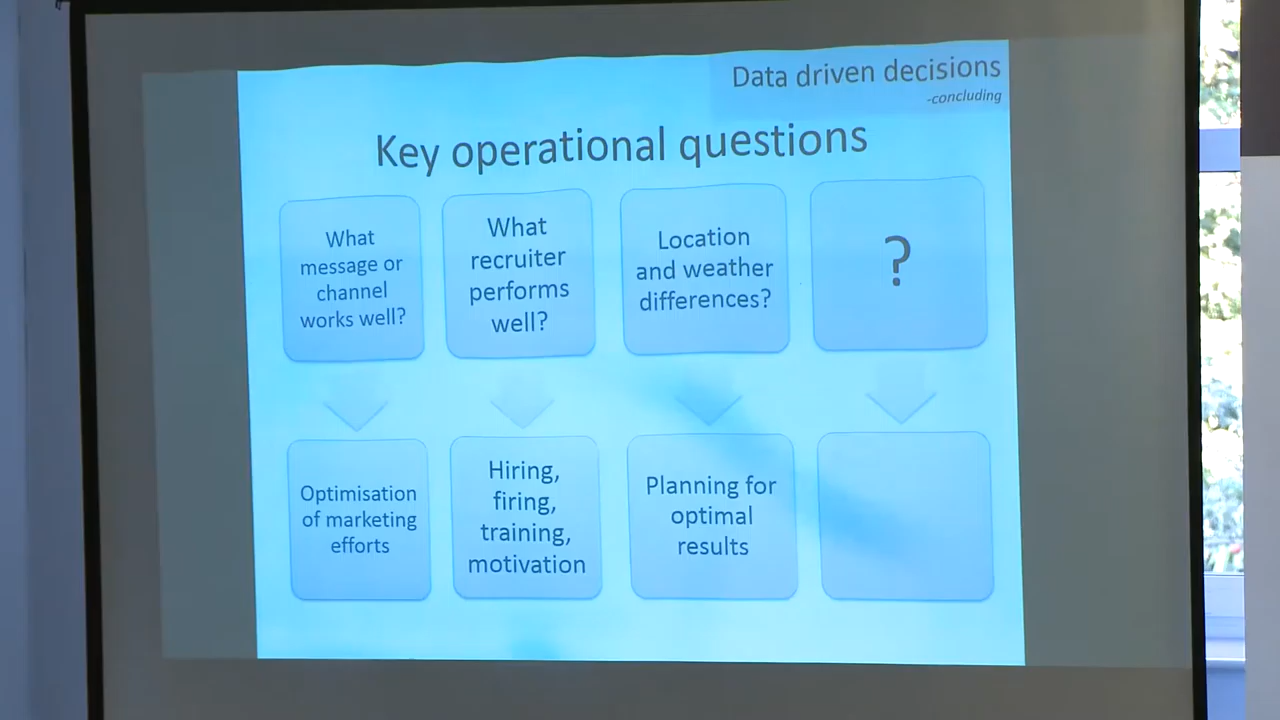 Data driven decisions
-concluding
Key operational questions
What
message or
channel
works well?
What
recruiter
performs
well?
Location
and weather
differences?
?
Optimisation
of marketing
efforts
Hiring,
firing,
training,
motivation
Planning for
optimal
results